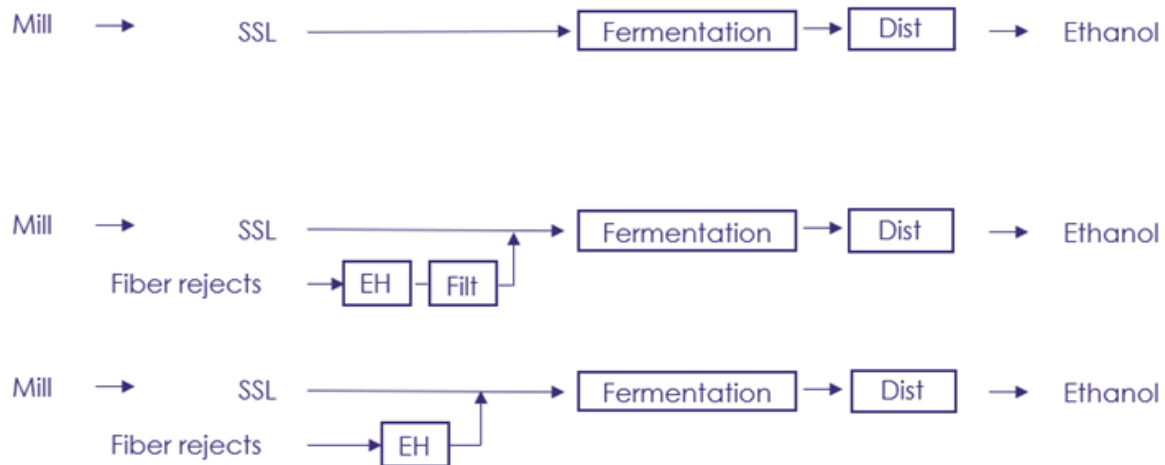 Mill SSL Fermentation Dist Ethanol
Mill SSL Fermentation Dist Ethanol
Fiber rejects EH Filt
Mill SSL Fermentation Dist Ethanol
Fiber rejects EH